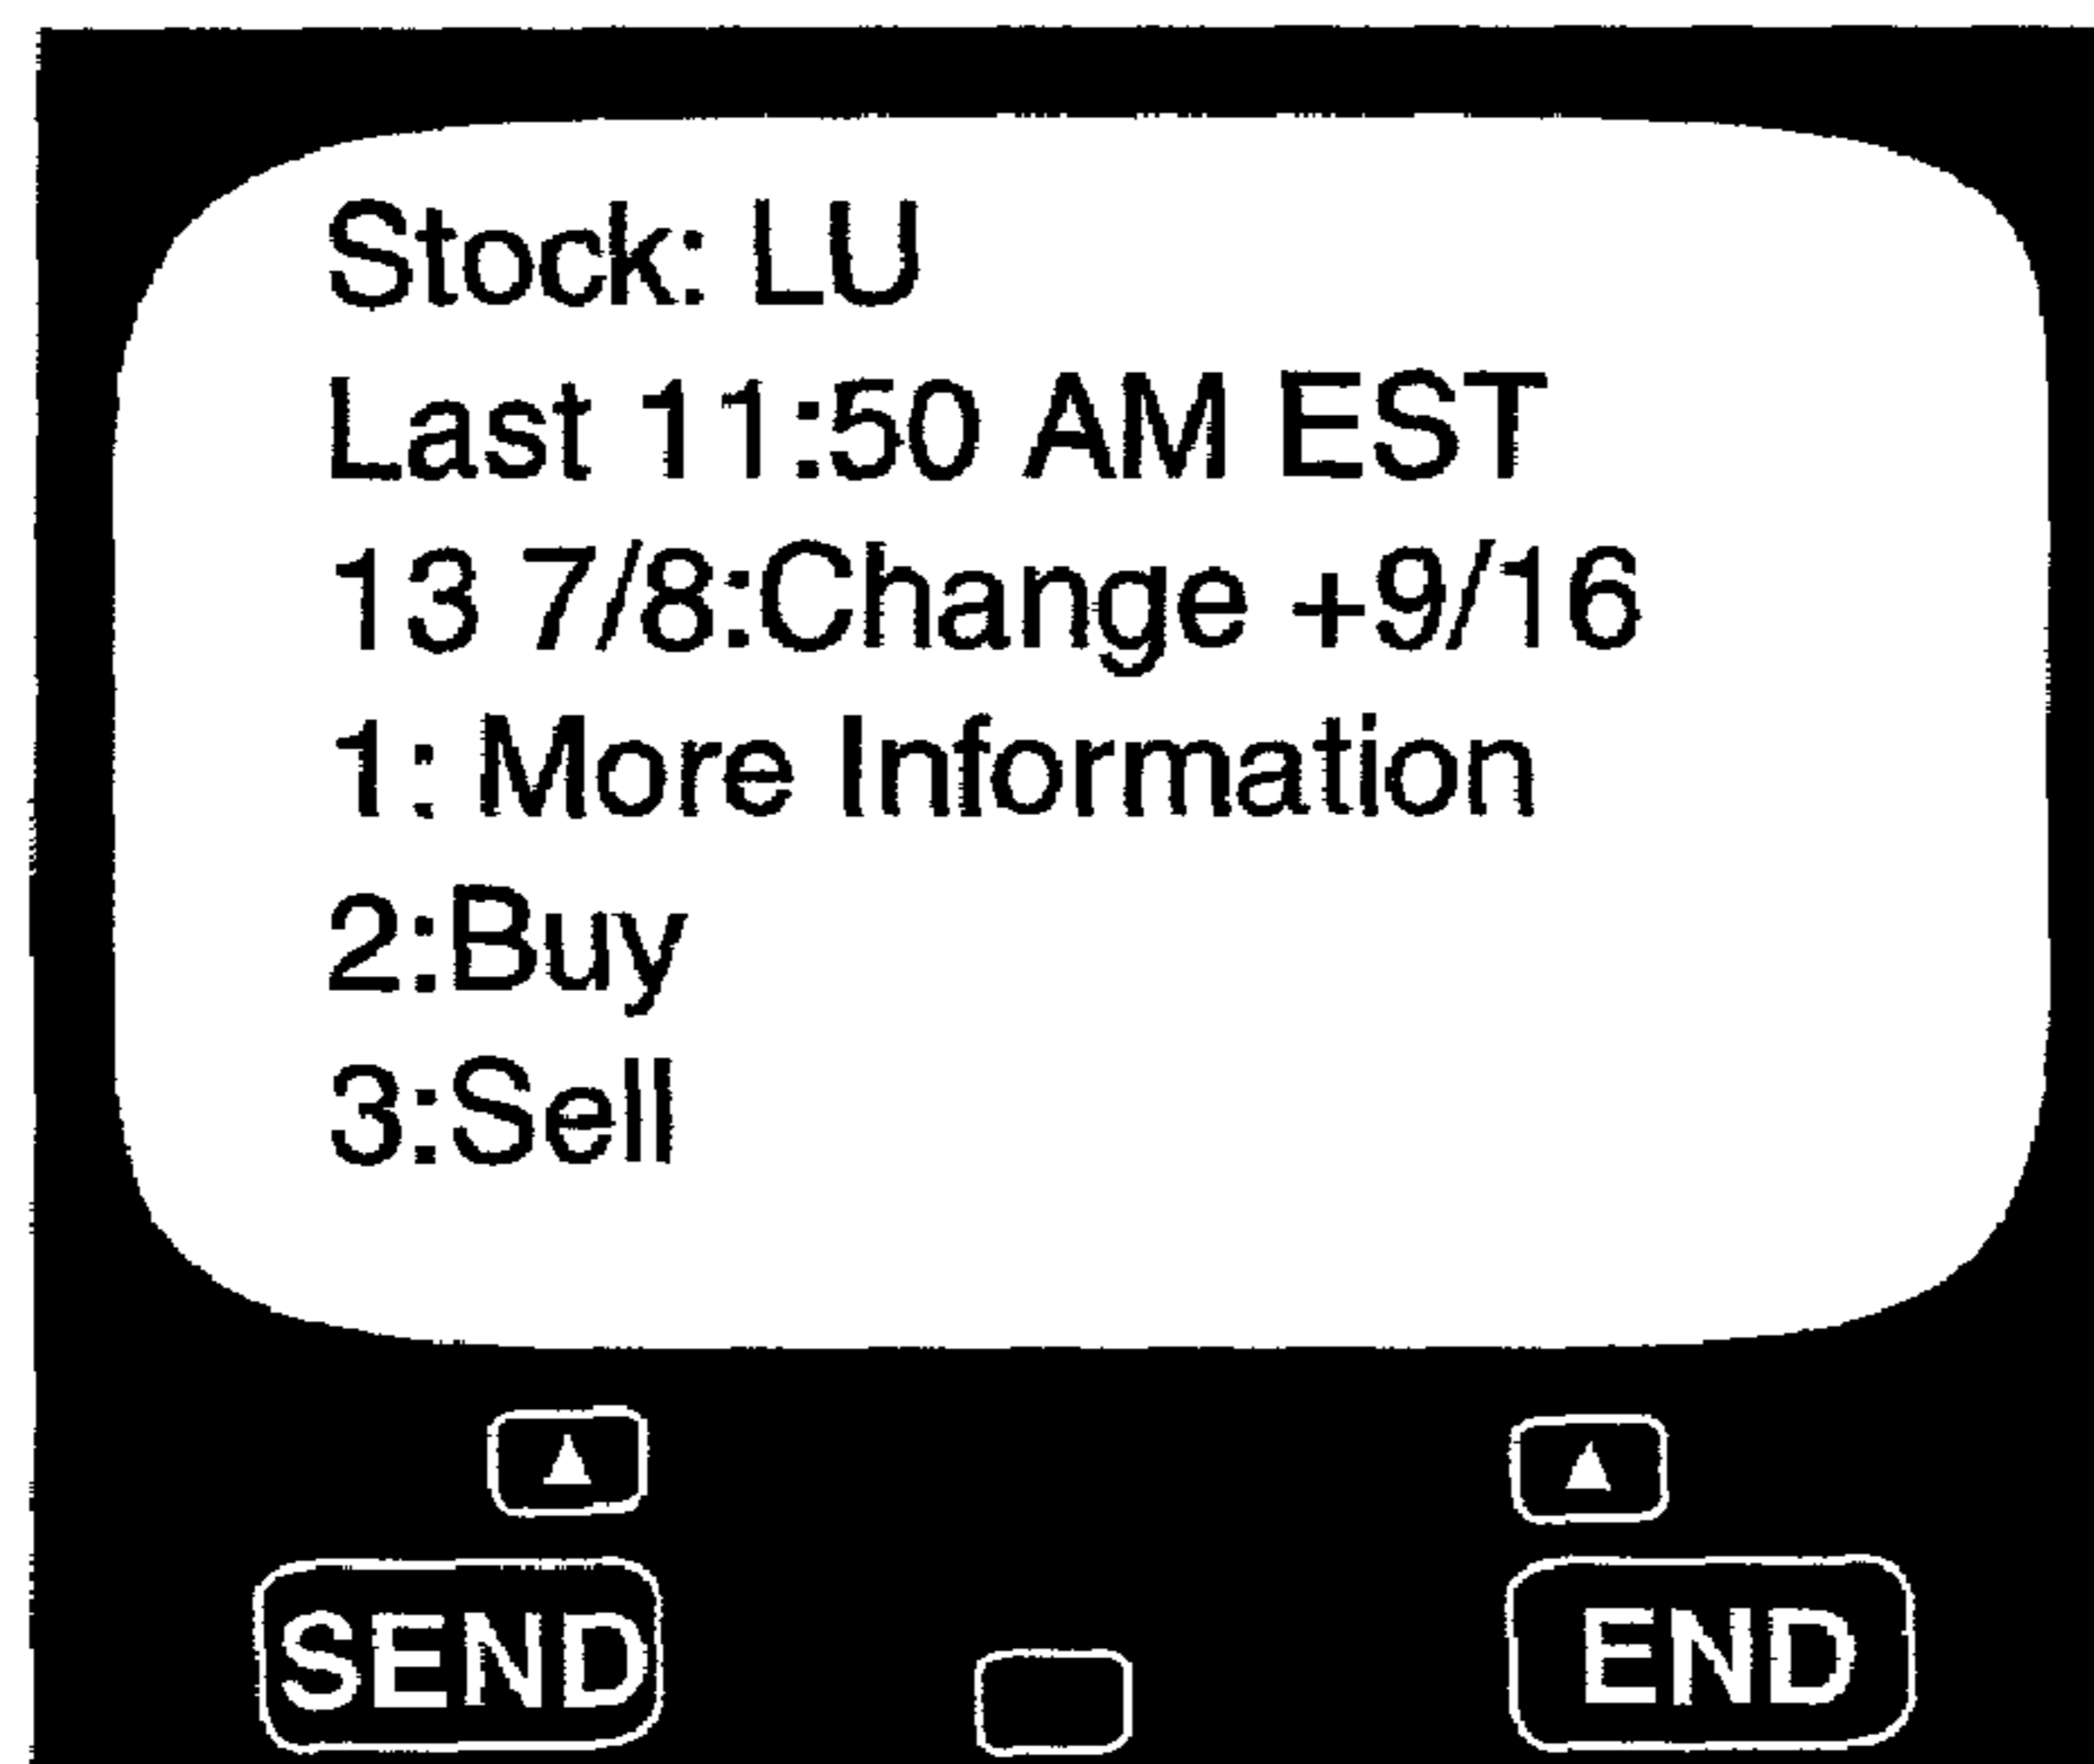 Stock: LU
Last 11:50 AM EST
13 7/8:Change +9/16
1: More Information
2:Buy
3:Sell
SEND END